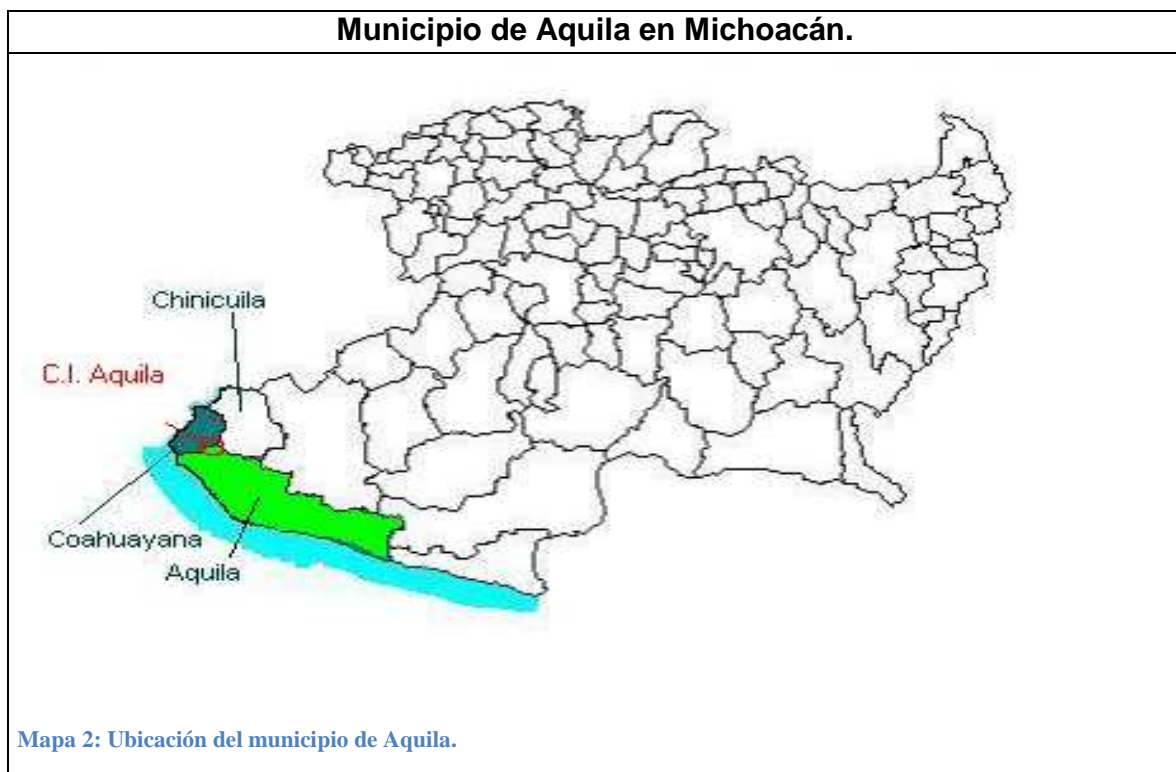 Municipio de Aquila en Michoacán.
Chinicuila
C.I. Aquila
Coahuayana
Aquila
Mapa 2: Ubicación del municipio de Aquila.